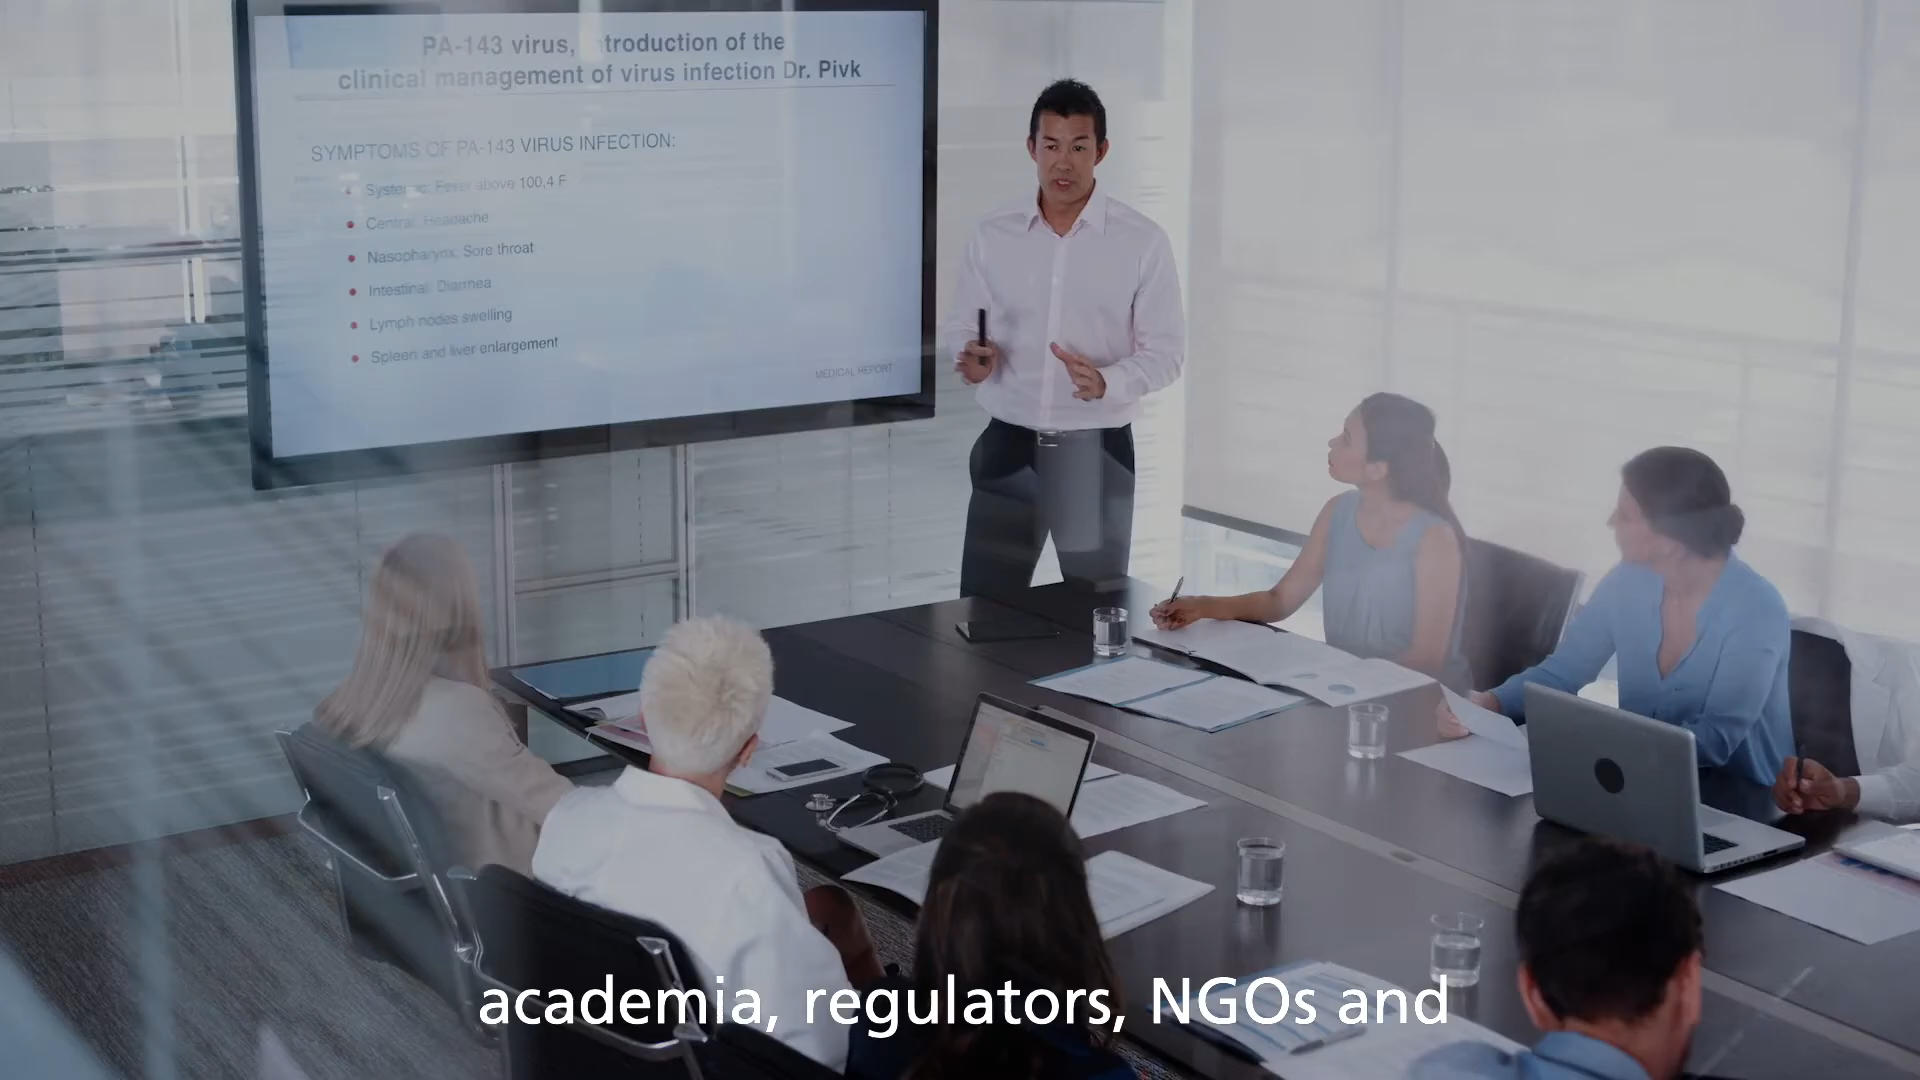 PA-143 virus, introduction of the
clinical management of virus infection Dr. Pivk
SYMPTOMS OF PA-143 VIRUS INFECTION:
Systemic: Fever above 100,4 F
Central: Headache
Nasopharynx: Sore throat
Intestinal: Diarrhea
Lymph nodes swelling
Spleen and liver enlargement
MEDICAL REPORT
academia, regulators, NGOs and